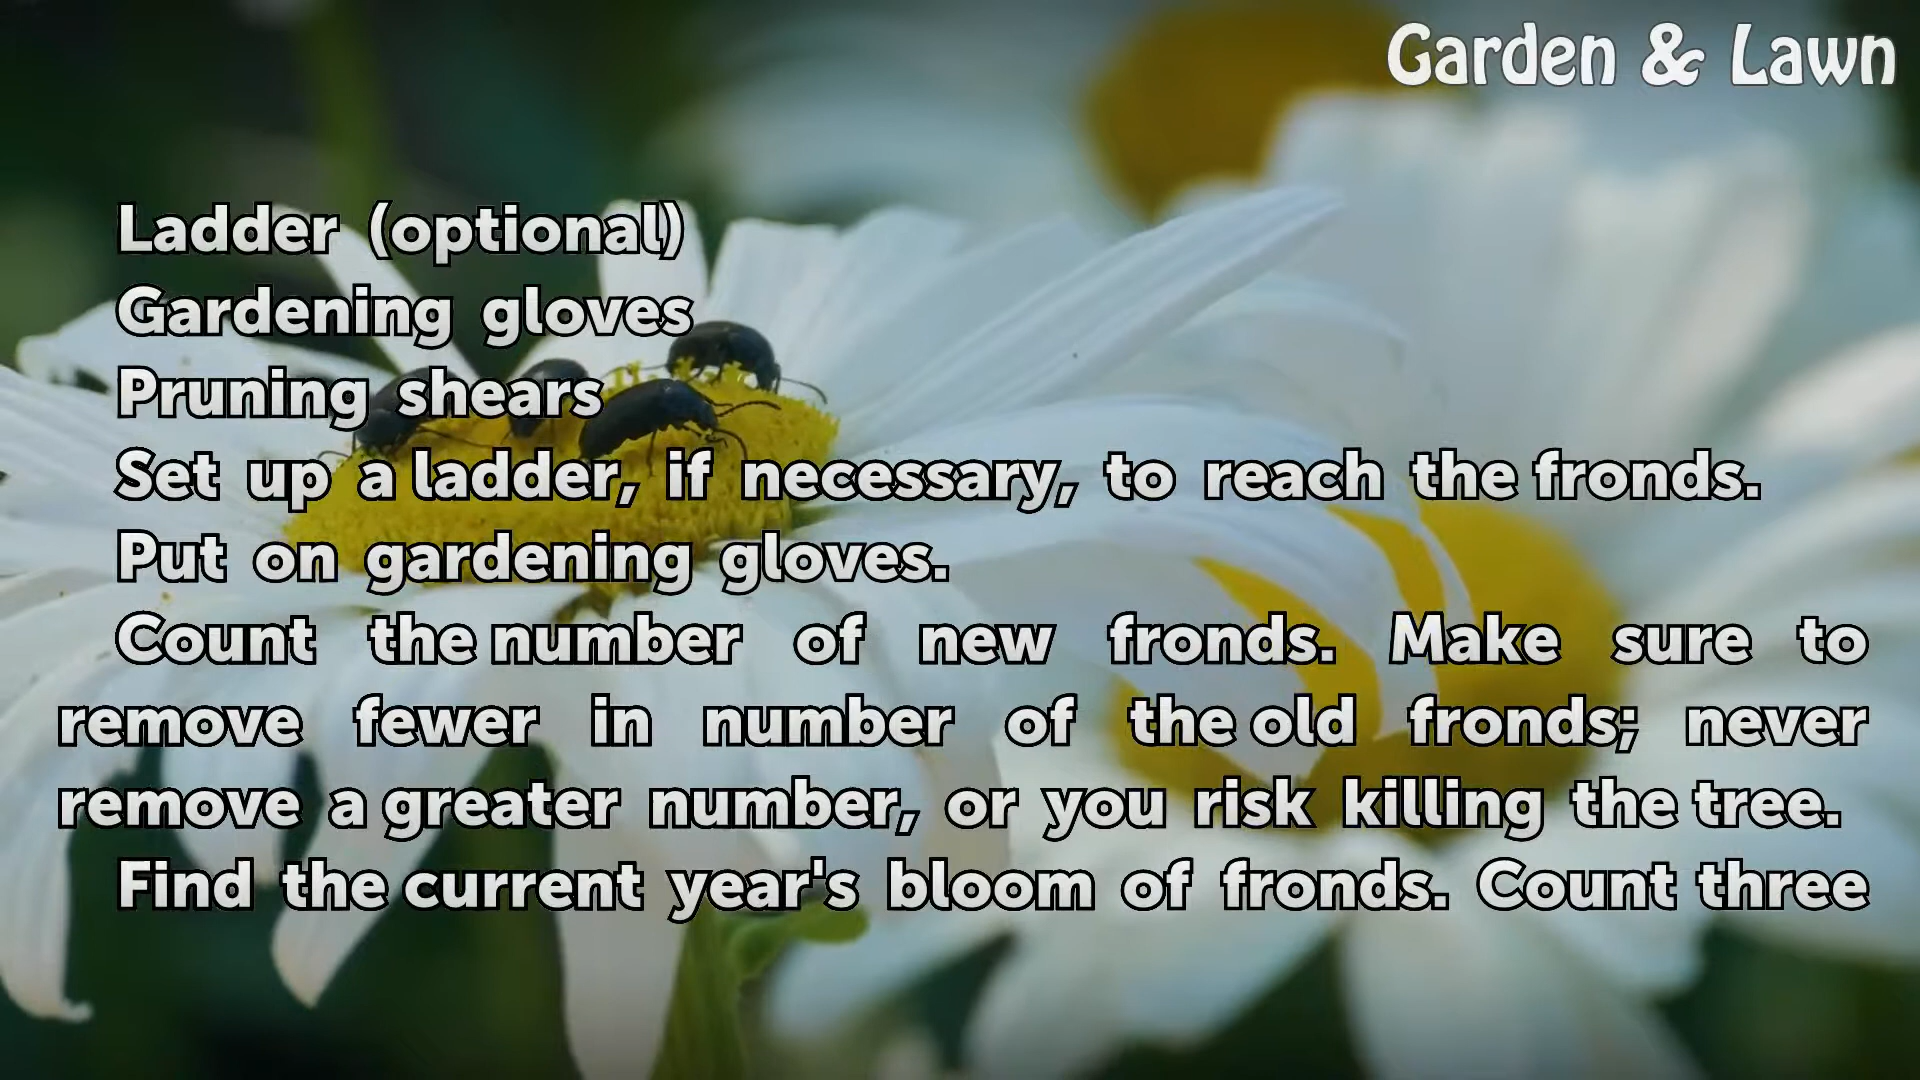 Garden & Lawn
Ladder (optional)
Gardening gloves
Pruning shears
Set up a ladder, if necessary, to reach the fronds.
Put on gardening gloves.
Count the number of new fronds. Make sure to
remove fewer in number of the old fronds; never
remove a greater number, or you risk killing the tree.
Find the current year's bloom of fronds. Count three